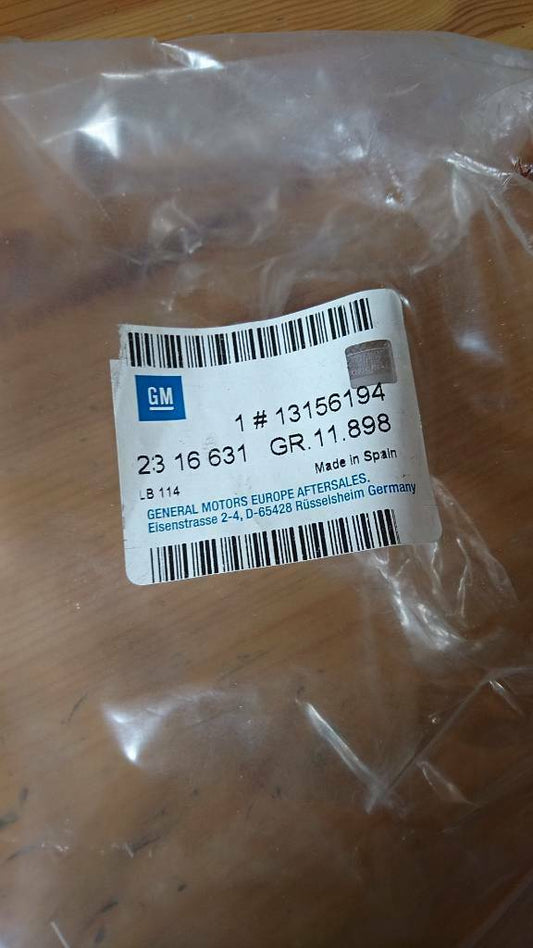 GM
1 # 13156194
23 16 631 GR.11.898
Made in Spain
LB 114
GENERAL MOTORS EUROPE AFTERSALES.
Eisenstrasse 2-4, D-65428 Rüsselsheim Germany